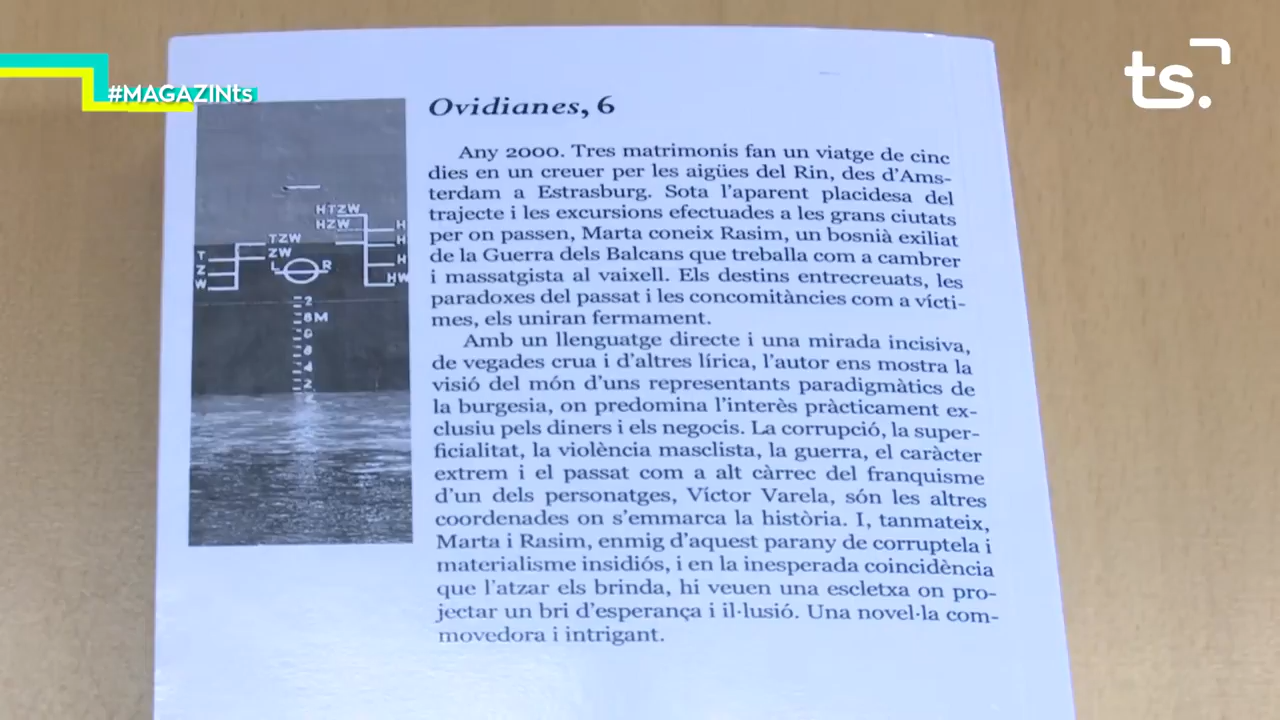 #MAGAZINts
ts.
Ovidianes, 6
Any 2000. Tres matrimonis fan un viatge de cinc
dies en un creuer per les aigües del Rin, des d'Ams-
terdam a Estrasburg. Sota l'aparent placidesa del
trajecte i les excursions efectuades a les grans ciutats
per on passen, Marta coneix Rasim, un bosnià exiliat
de la Guerra dels Balcans que treballa com a cambrer
i massatgista al vaixell. Els destins entrecreuats, les
paradoxes del passat i les concomitàncies com a vícti-
mes, els uniran fermament.
Amb un llenguatge directe i una mirada incisiva,
de vegades crua i d'altres lírica, l'autor ens mostra la
visió del món d'uns representants paradigmàtics de
la burgesia, on predomina l'interès pràcticament ex-
clusiu pels diners i els negocis. La corrupció, la super-
ficialitat, la violència masclista, la guerra, el caràcter
extrem i el passat com a alt càrrec del franquisme
d'un dels personatges, Víctor Varela, són les altres
coordenades on s'emmarca la història. I, tanmateix,
Marta i Rasim, enmig d'aquest parany de corruptela i
materialisme insidiós, i en la inesperada coincidència
que l'atzar els brinda, hi veuen una escletxa on pro-
jectar un bri d'esperança i il·lusió. Una novel·la com-
movedora i intrigant.
HTZW
HZW
H
H
H
HW
TZW
ZW
T
Z
W
L
R
2
8M
4
2